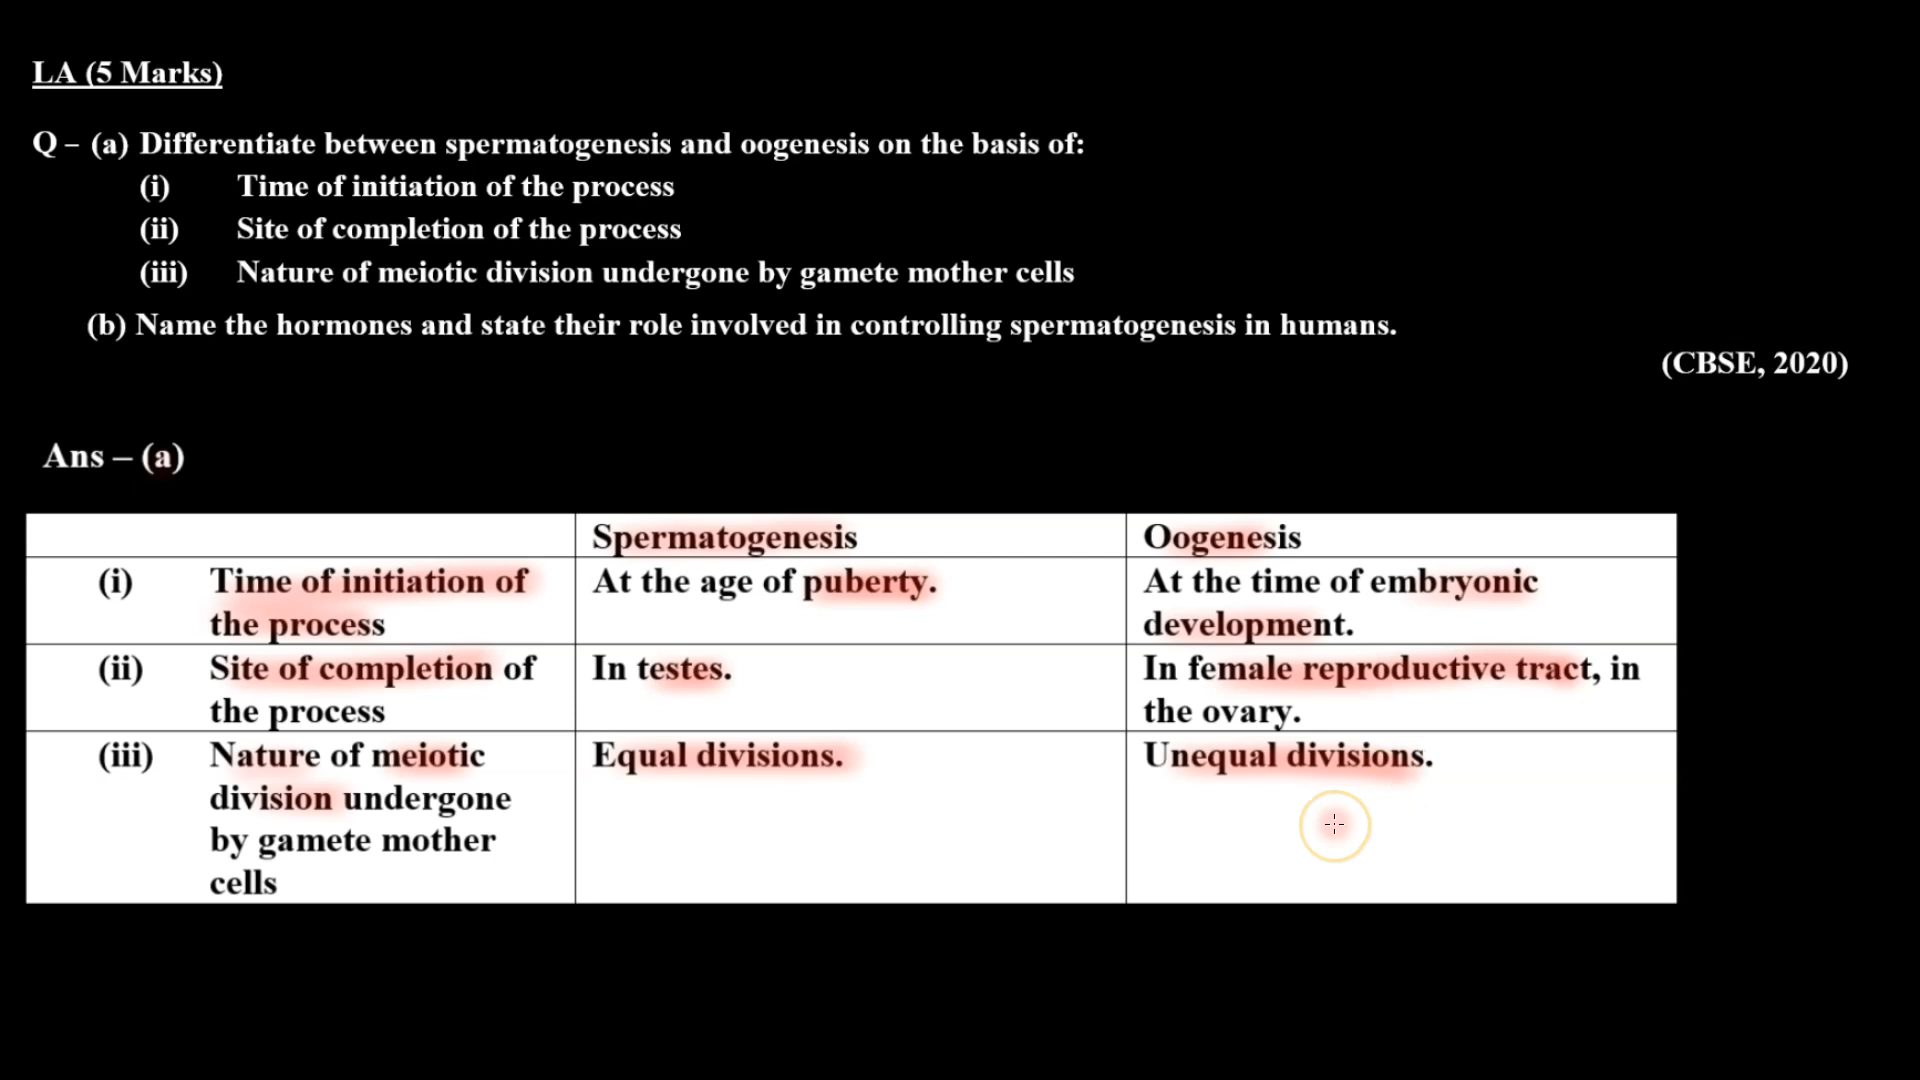 LA (5 Marks)
Q – (a) Differentiate between spermatogenesis and oogenesis on the basis of:
(i) Time of initiation of the process
(ii) Site of completion of the process
(iii) Nature of meiotic division undergone by gamete mother cells
(b) Name the hormones and state their role involved in controlling spermatogenesis in humans.
(CBSE, 2020)
Ans – (a)
Spermatogenesis Oogenesis
(i) Time of initiation of At the age of puberty. At the time of embryonic
the process development.
(ii) Site of completion of In testes. In female reproductive tract, in
the process the ovary.
(iii) Nature of meiotic Equal divisions. Unequal divisions.
division undergone
by gamete mother
cells